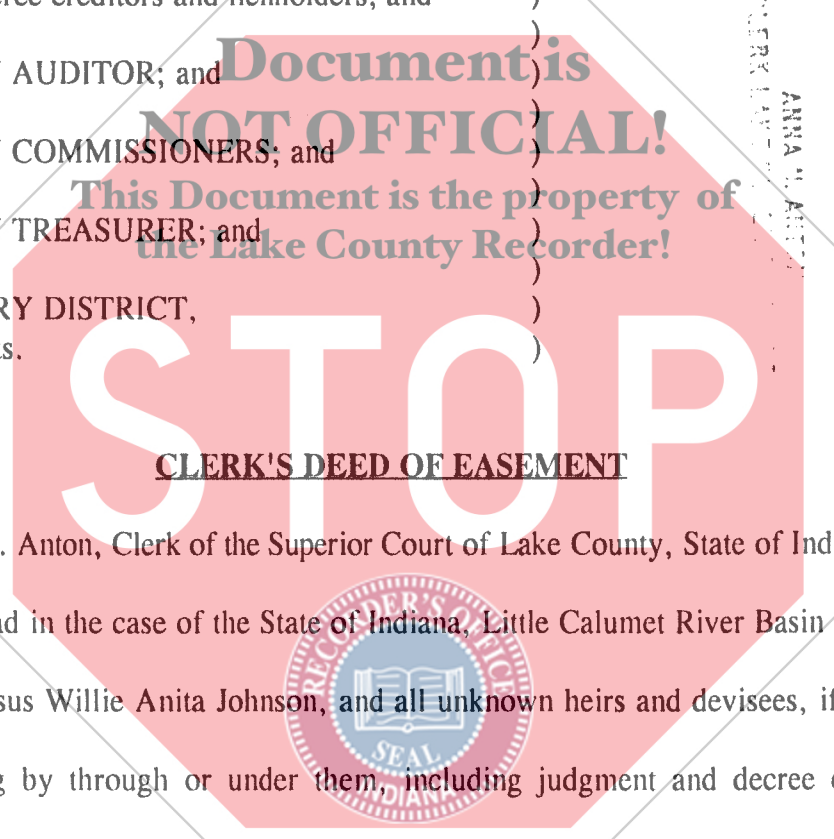 creditors and lienholders; and )
)
AUDITOR; and )
)
COMMISSIONERS; and )
)
TREASURER; and )
)
RY DISTRICT, )
s. )
Document is
NOT OFFICIAL!
This Document is the property of
the Lake County Recorder!
STOP
ANNA
CLERK'S DEED OF EASEMENT
. Anton, Clerk of the Superior Court of Lake County, State of Ind
d in the case of the State of Indiana, Little Calumet River Basin
sus Willie Anita Johnson, and all unknown heirs and devisees, if
g by through or under them, including judgment and decree
RECORDER'S OFFICE
SEAL
INDIANA